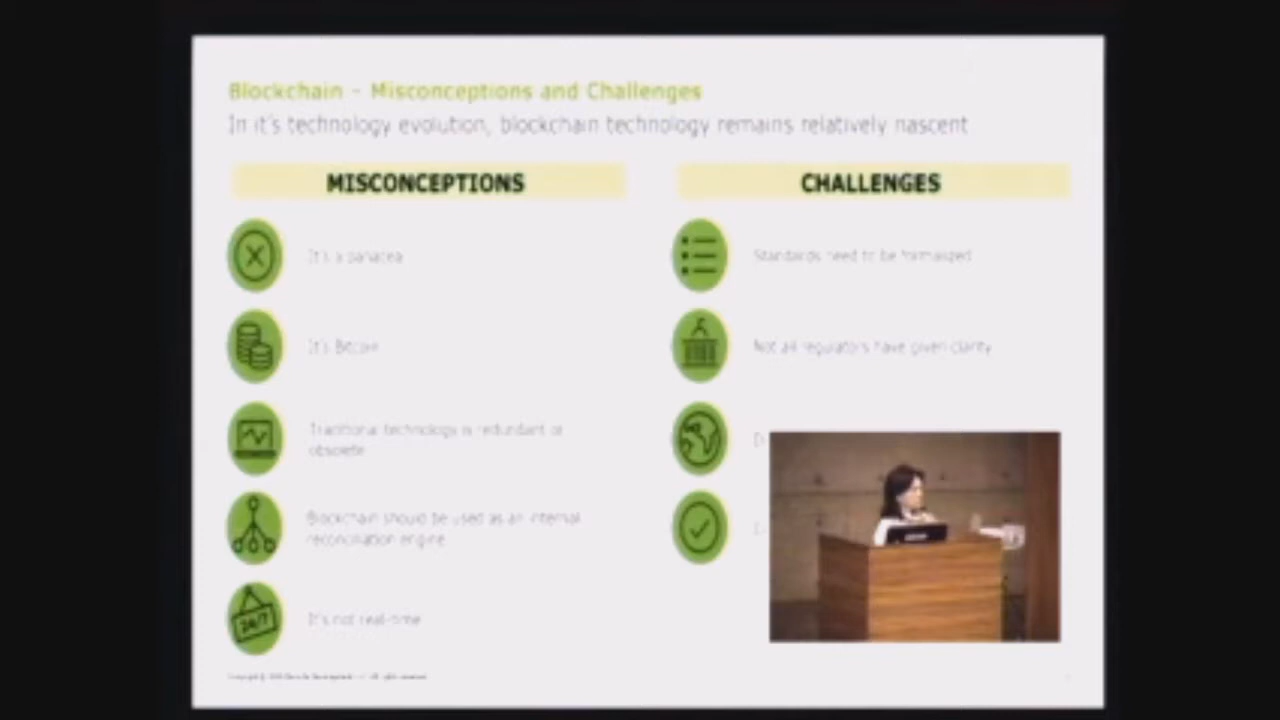 Blockchain - Misconceptions and Challenges
In it's technology evolution, blockchain technology remains relatively nascent
MISCONCEPTIONS
CHALLENGES
It's a panacea
Standards need to be formalized
It's Bitcoin
Not all regulators have given clarity
Traditional technology is redundant or
obsolete
D
Blockchain should be used as an internal
reconciliation engine
24/7
It's not real-time